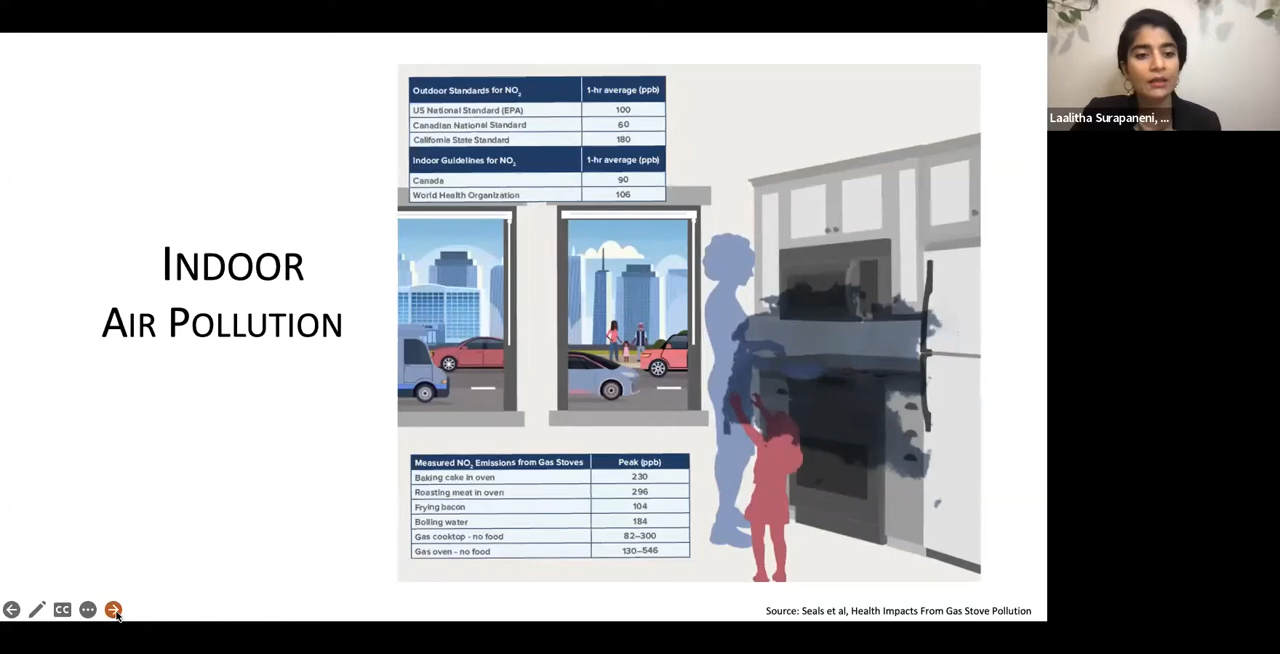 INDOOR
AIR POLLUTION
Outdoor Standards for NO2 1-hr average (ppb)
US National Standard (EPA) 100
Canadian National Standard 60
California State Standard 180
Indoor Guidelines for NO2 1-hr average (ppb)
Canada 90
World Health Organization 106
Measured NO2 Emissions from Gas Stoves Peak (ppb)
Baking cake in oven 230
Roasting meat in oven 296
Frying bacon 104
Boiling water 184
Gas cooktop - no food 82–300
Gas oven - no food 130–546
Source: Seals et al, Health Impacts From Gas Stove Pollution
CC
Laalitha Surapaneni, ...